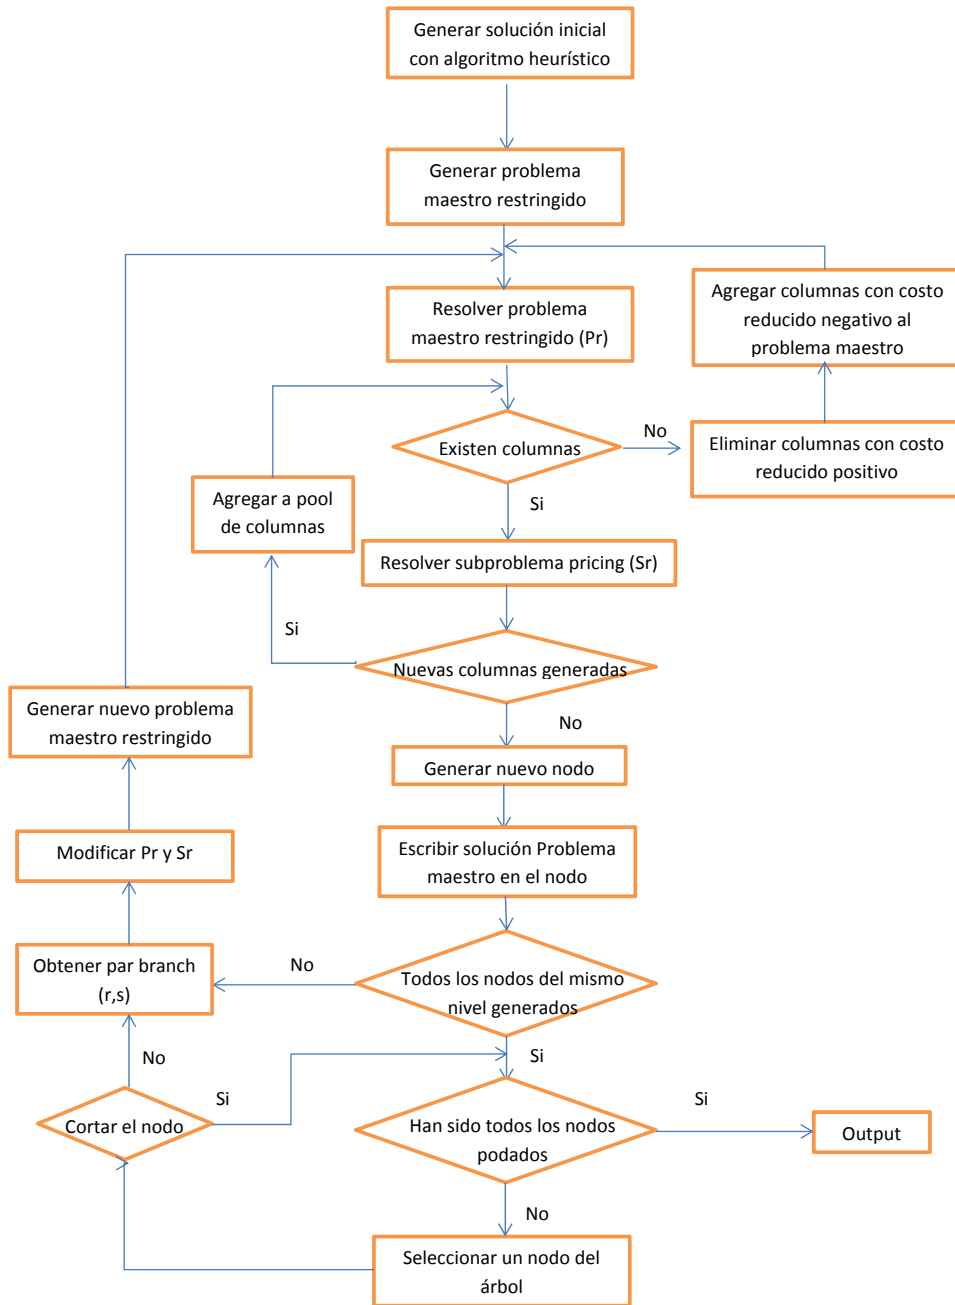 Generar solución inicial
con algoritmo heurístico
Generar problema
maestro restringido
Resolver problema
maestro restringido (Pr)
Agregar columnas con costo
reducido negativo al
problema maestro
Existen columnas
No
Eliminar columnas con costo
reducido positivo
Agregar a pool
de columnas
Si
Resolver subproblema pricing (Sr)
Si
Nuevas columnas generadas
No
Generar nuevo problema
maestro restringido
Generar nuevo nodo
Modificar Pr y Sr
Escribir solución Problema
maestro en el nodo
Obtener par branch
(r,s)
No
Todos los nodos del mismo
nivel generados
No
Si
Si
Si
Cortar el nodo
Han sido todos los nodos
podados
Output
No
Seleccionar un nodo del
árbol